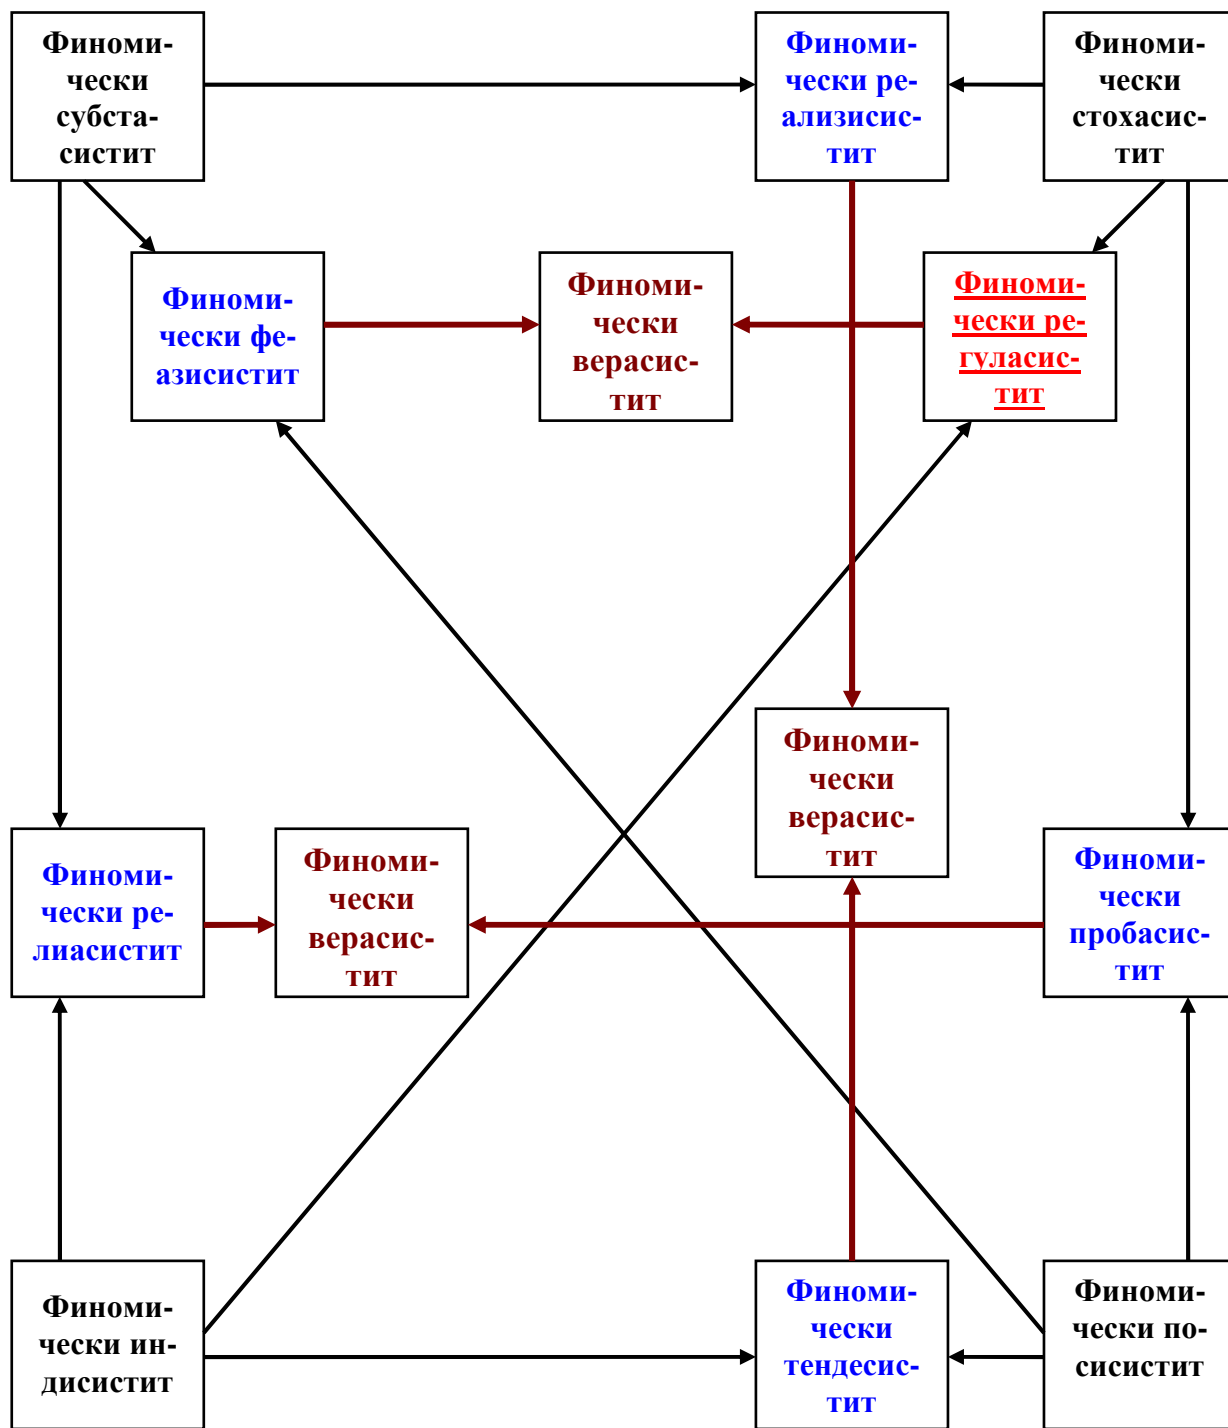 Финоми-
чески
субста-
систит
Финоми-
чески ре-
ализисис-
тит
Финоми-
чески
стохасис-
тит
Финоми-
чески фе-
азисистит
Финоми-
чески
верасис-
тит
Финоми-
чески ре-
гуласис-
тит
Финоми-
чески
верасис-
тит
Финоми-
чески ре-
лиасистит
Финоми-
чески
верасис-
тит
Финоми-
чески
пробасис-
тит
Финоми-
чески ин-
дисистит
Финоми-
чески
тендесис-
тит
Финоми-
чески по-
сисистит